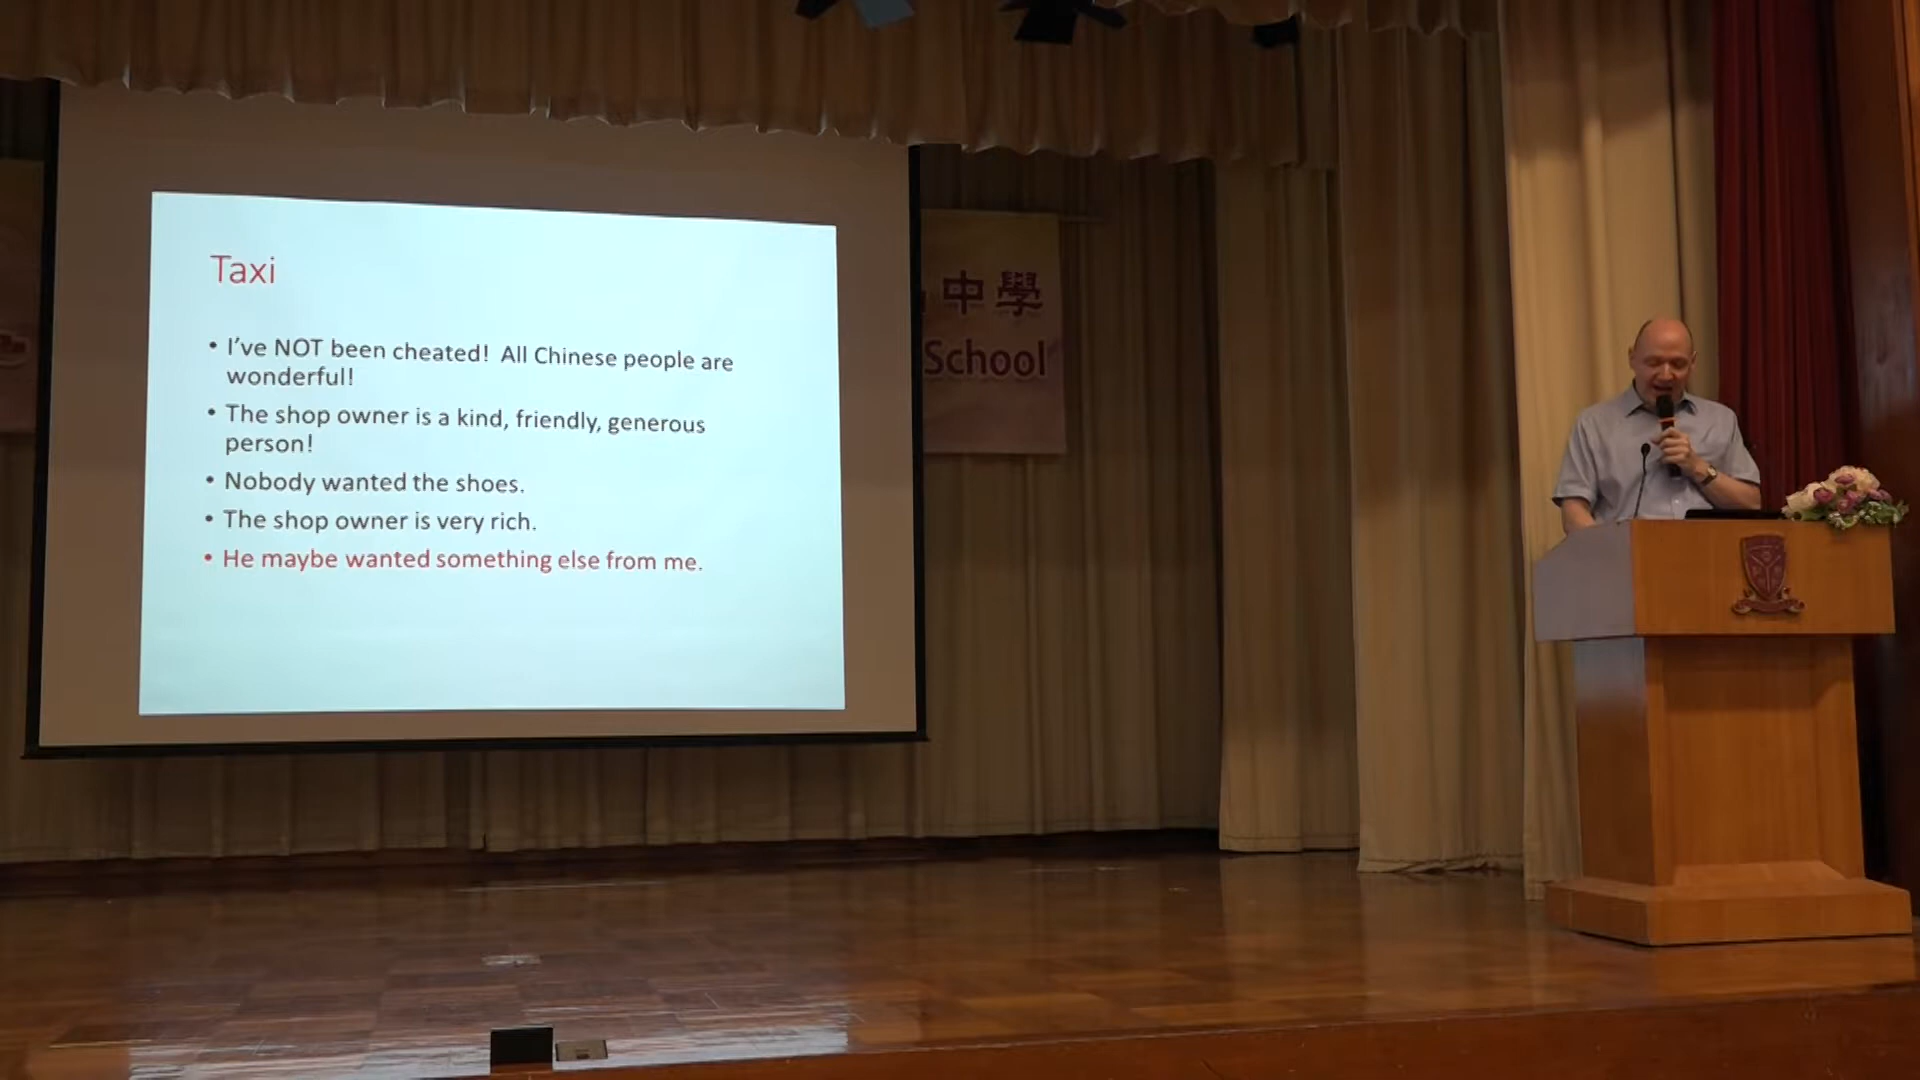 Taxi
• I've NOT been cheated! All Chinese people are
wonderful!
• The shop owner is a kind, friendly, generous
person!
• Nobody wanted the shoes.
• The shop owner is very rich.
• He maybe wanted something else from me.
中學
School